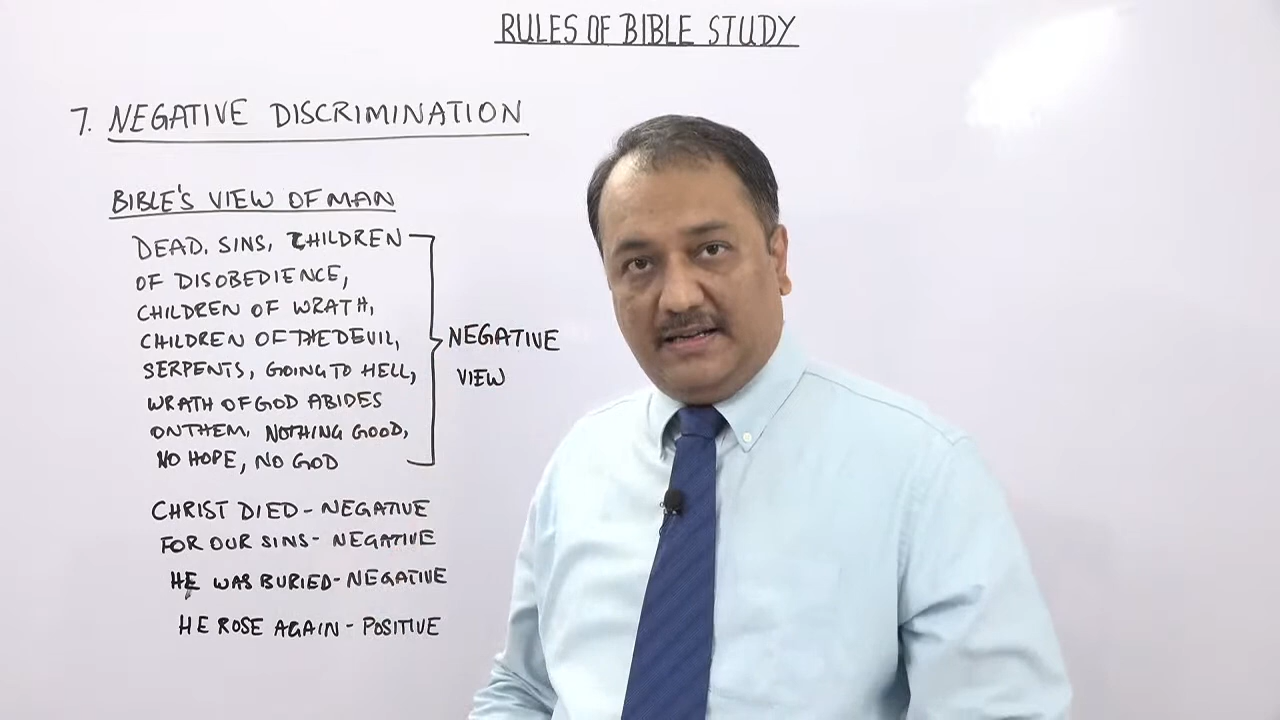 RULES OF BIBLE STUDY
7. NEGATIVE DISCRIMINATION
BIBLE'S VIEW OF MAN
DEAD. SINS, CHILDREN
OF DISOBEDIENCE,
CHILDREN OF WRATH,
CHILDREN OF THE DEVIL,
SERPENTS, GOING TO HELL,
WRATH OF GOD ABIDES
ON THEM. NOTHING GOOD,
NO HOPE, NO GOD
NEGATIVE
VIEW
CHRIST DIED - NEGATIVE
FOR OUR SINS - NEGATIVE
HE WAS BURIED - NEGATIVE
HE ROSE AGAIN - POSITIVE